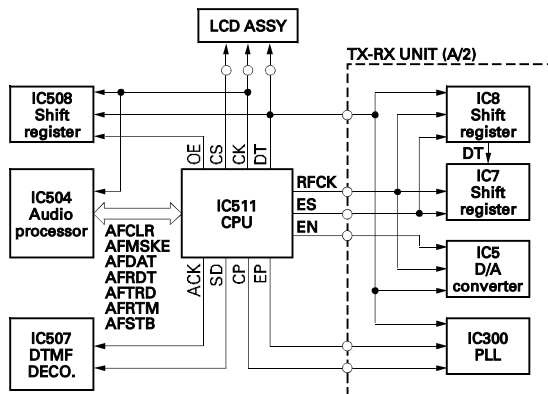 LCD ASSY
TX-RX UNIT (A/2)
IC508
Shift
register
OE
CS
CK
DT
IC8
Shift
register
DT
IC504
Audio
processor
IC511
CPU
RFCK
ES
EN
IC7
Shift
register
AFCLR
AFMSKE
AFDAT
AFRDT
AFTRD
AFRTM
AFSTB
ACK
SD
CP
EP
IC5
D/A
converter
IC507
DTMF
DECO.
IC300
PLL